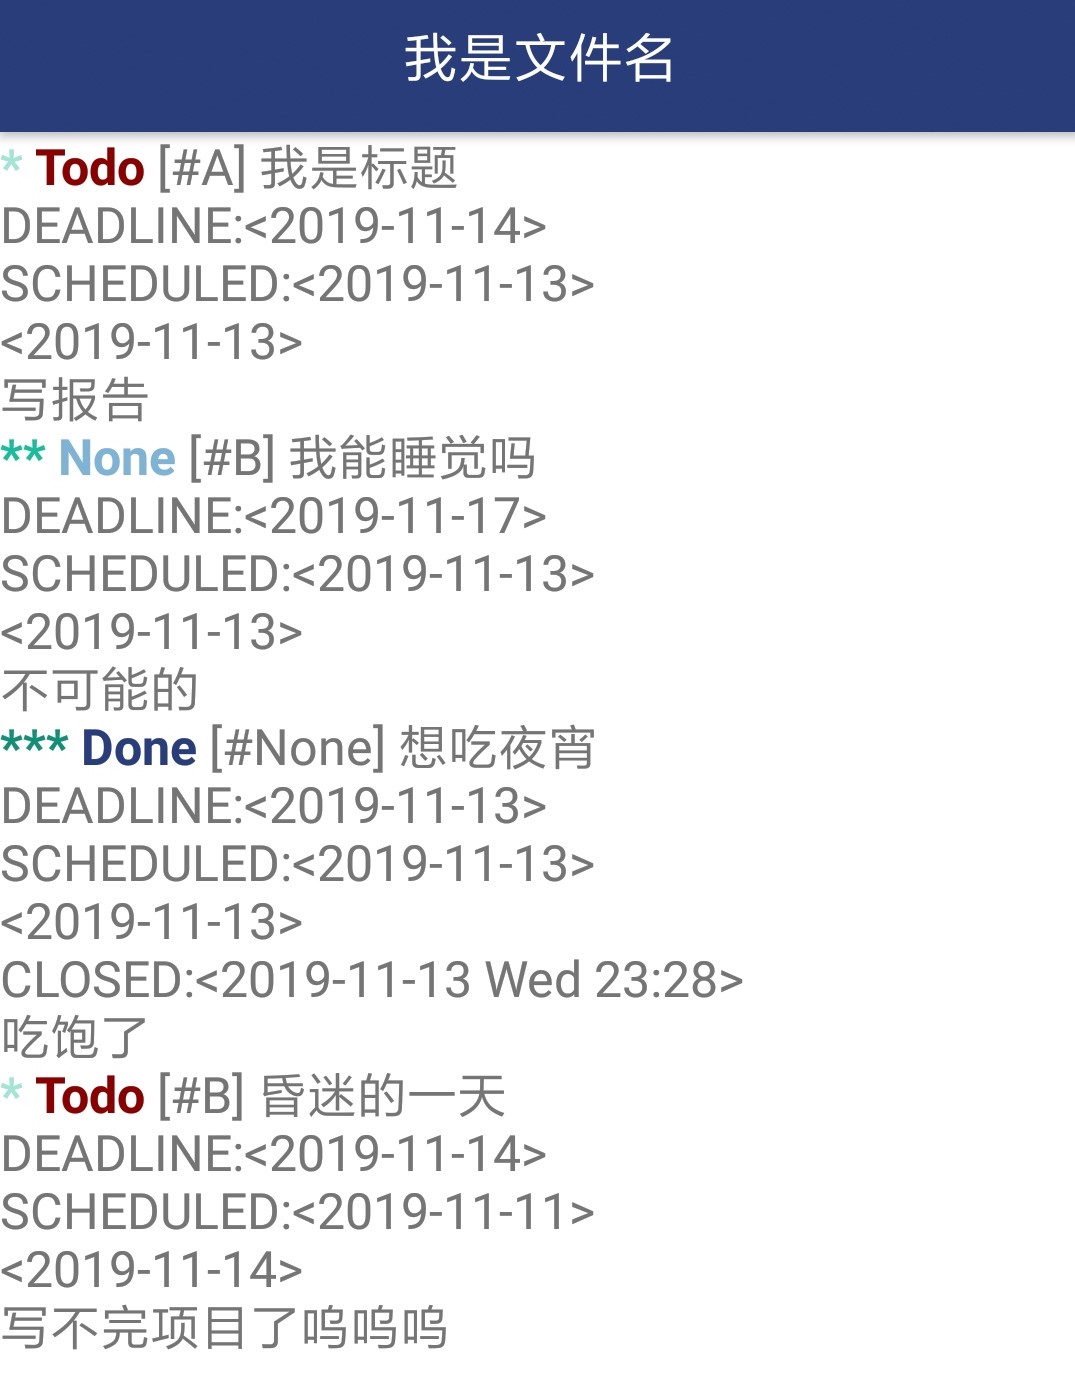 我是文件名
* Todo [#A] 我是标题
DEADLINE:<2019-11-14>
SCHEDULED:<2019-11-13>
<2019-11-13>
写报告
** None [#B] 我能睡觉吗
DEADLINE:<2019-11-17>
SCHEDULED:<2019-11-13>
<2019-11-13>
不可能的
*** Done [#None] 想吃夜宵
DEADLINE:<2019-11-13>
SCHEDULED:<2019-11-13>
<2019-11-13>
CLOSED:<2019-11-13 Wed 23:28>
吃饱了
* Todo [#B] 昏迷的一天
DEADLINE:<2019-11-14>
SCHEDULED:<2019-11-11>
<2019-11-14>
写不完项目了呜呜呜